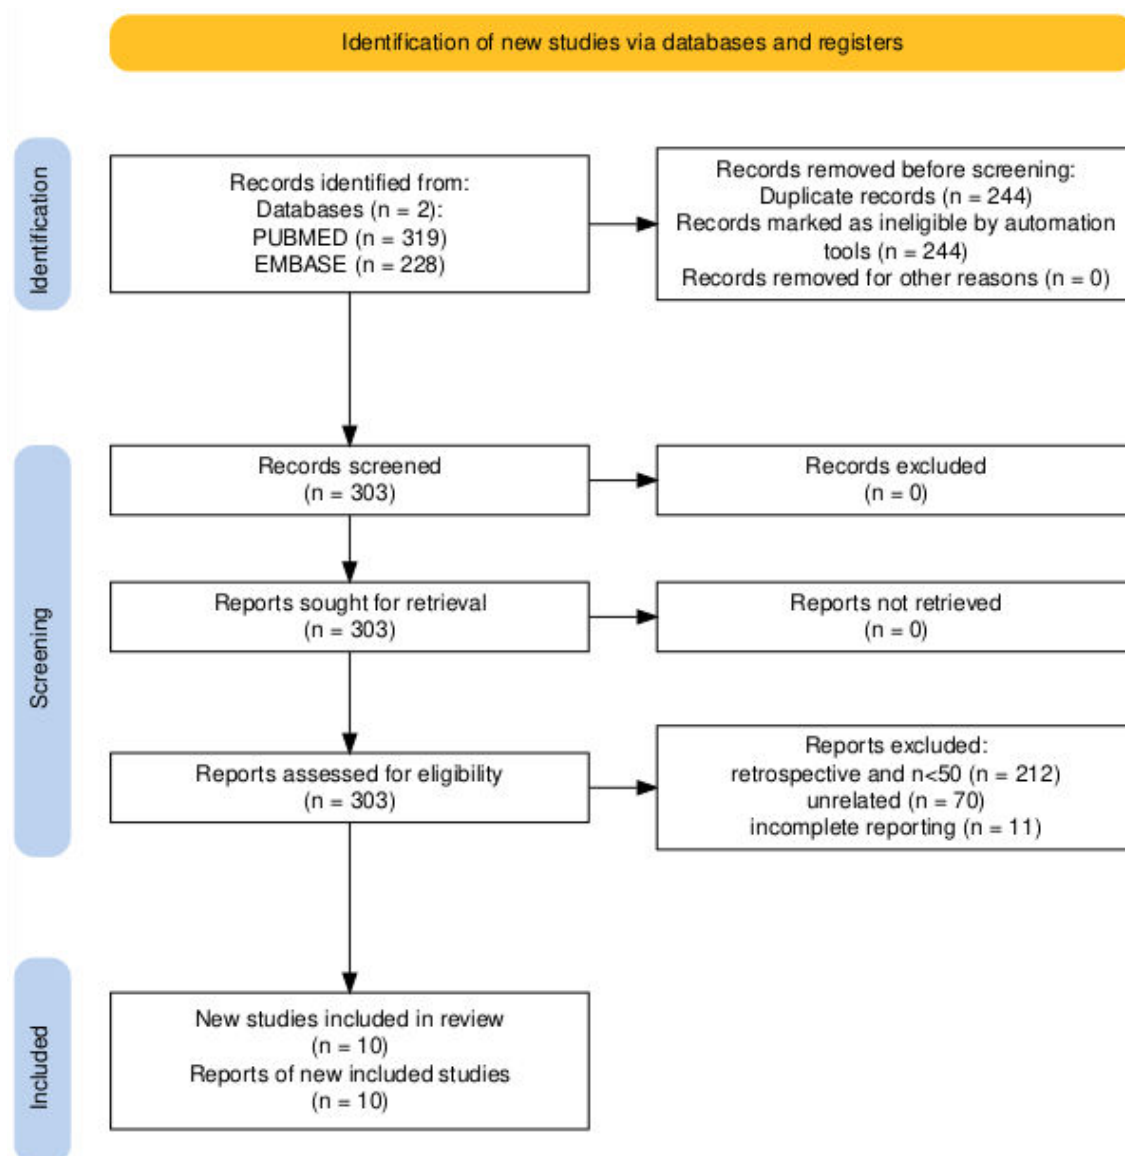 Identification of new studies via databases and registers
Identification
Records identified from:
Databases (n = 2):
PUBMED (n = 319)
EMBASE (n = 228)
Records removed before screening:
Duplicate records (n = 244)
Records marked as ineligible by automation
tools (n = 244)
Records removed for other reasons (n = 0)
Screening
Records screened
(n = 303)
Records excluded
(n = 0)
Reports sought for retrieval
(n = 303)
Reports not retrieved
(n = 0)
Reports assessed for eligibility
(n = 303)
Reports excluded:
retrospective and n<50 (n = 212)
unrelated (n = 70)
incomplete reporting (n = 11)
Included
New studies included in review
(n = 10)
Reports of new included studies
(n = 10)